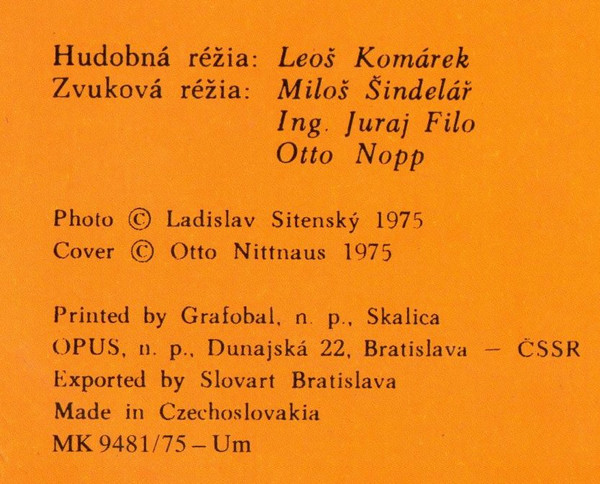 Hudobná réžia: Leoš Komárek
Zvuková réžia: Miloš Šindelář
Ing. Juraj Filo
Otto Nopp
Photo © Ladislav Sitenský 1975
Cover © Otto Nittnaus 1975
Printed by Grafobal, n. p., Skalica
OPUS, n. p., Dunajská 22, Bratislava – ČSSR
Exported by Slovart Bratislava
Made in Czechoslovakia
MK 9481/75 – Um